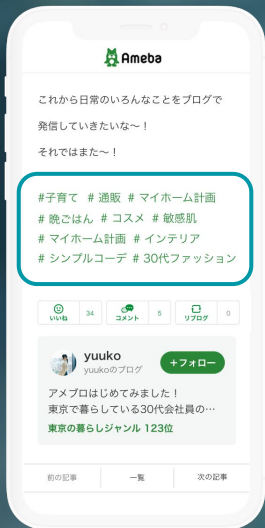 Ameba
これから日常のいろんなことをブログで
発信していきたいな〜！
それではまた〜！
#子育て # 通販 # マイホーム計画
# 晩ごはん # コスメ # 敏感肌
# マイホーム計画 # インテリア
# シンプルコーデ # 30代ファッション
いいね 34 コメント 5 リブログ 0
yuuko
yuukoのブログ
+フォロー
アメブロはじめてみました！
東京で暮らしている30代会社員の…
東京の暮らしジャンル 123位
前の記事 一覧 次の記事